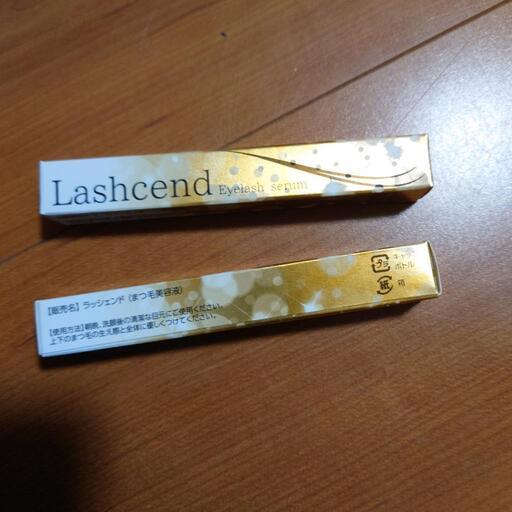 Lashcend Eyelash serum
【販売名】ラッシェンド（まつ毛美容液）
【使用方法】朝晩、洗顔後の清潔な目元にご使用ください。
上下のまつ毛の生え際と全体に優しくつけてください。
プラ
キャップ
ボトル
紙
箱